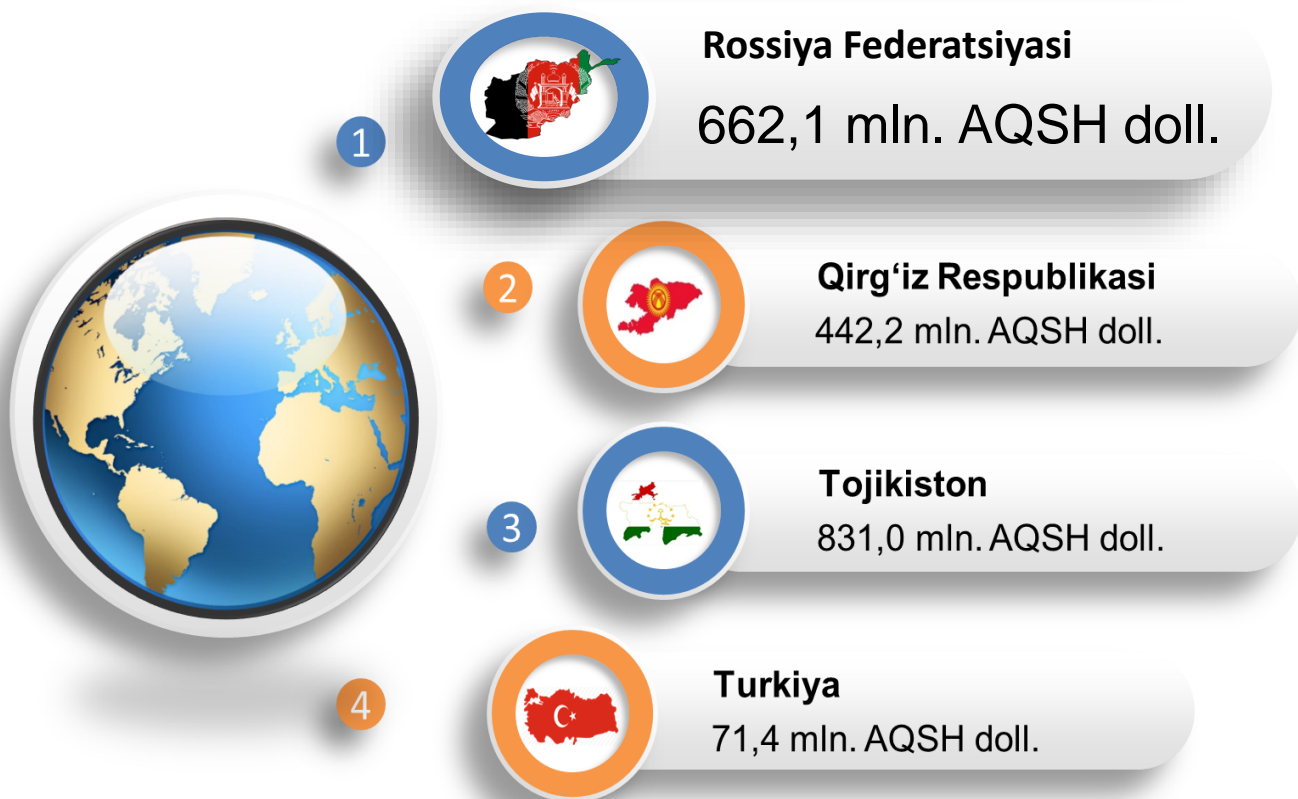 1
Rossiya Federatsiyasi
662,1 mln. AQSH doll.
2
Qirg‘iz Respublikasi
442,2 mln. AQSH doll.
3
Tojikiston
831,0 mln. AQSH doll.
4
Turkiya
71,4 mln. AQSH doll.